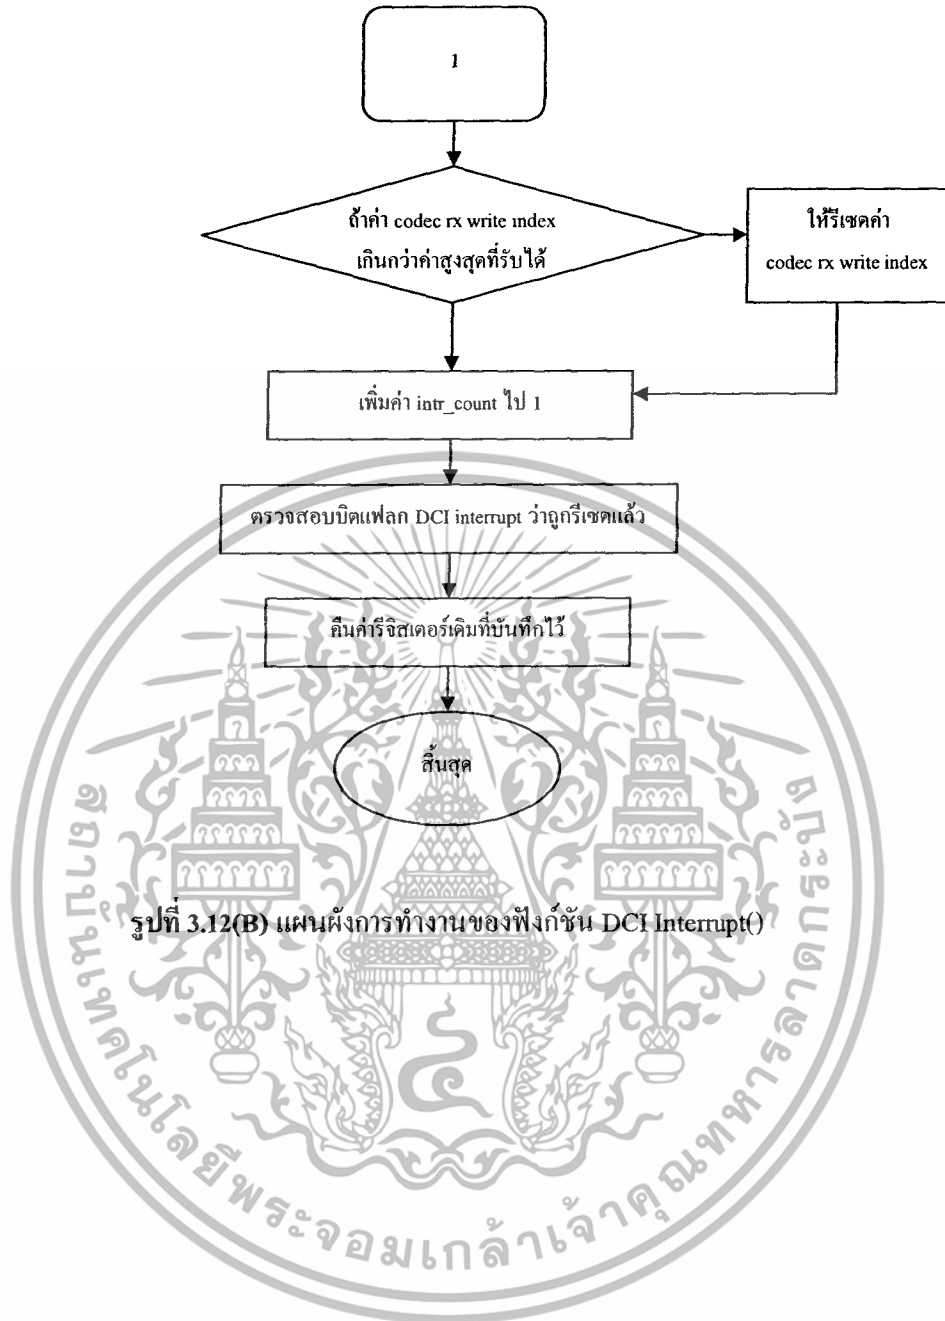 1
ถ้าค่า codec rx write index
เกินกว่าค่าสูงสุดที่รับได้
ให้รีเซตค่า
codec rx write index
เพิ่มค่า intr_count ไป 1
ตรวจสอบบิตแฟลก DCI interrupt ว่าถูกรีเซตแล้ว
คืนค่ารีจิสเตอร์เดิมที่บันทึกไว้
สิ้นสุด
รูปที่ 3.12(B) แผนผังการทำงานของฟังก์ชัน DCI Interrupt()
สถาบันเทคโนโลยีพระจอมเกล้าเจ้าคุณทหารลาดกระบัง